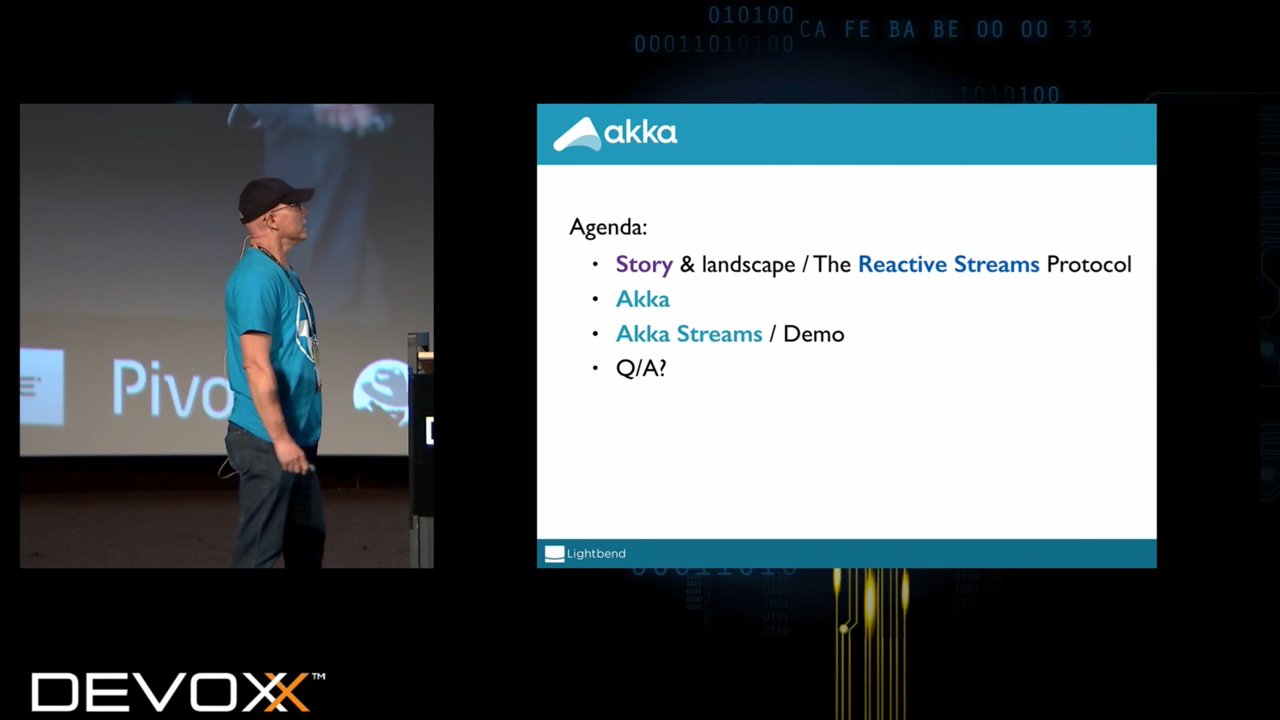 010100
00011010100
CA FE BA BE 00 00 33
1010100
akka
Agenda:
• Story & landscape / The Reactive Streams Protocol
• Akka
• Akka Streams / Demo
• Q/A?
Lightbend
Pivo
E
D
DEVOXX™